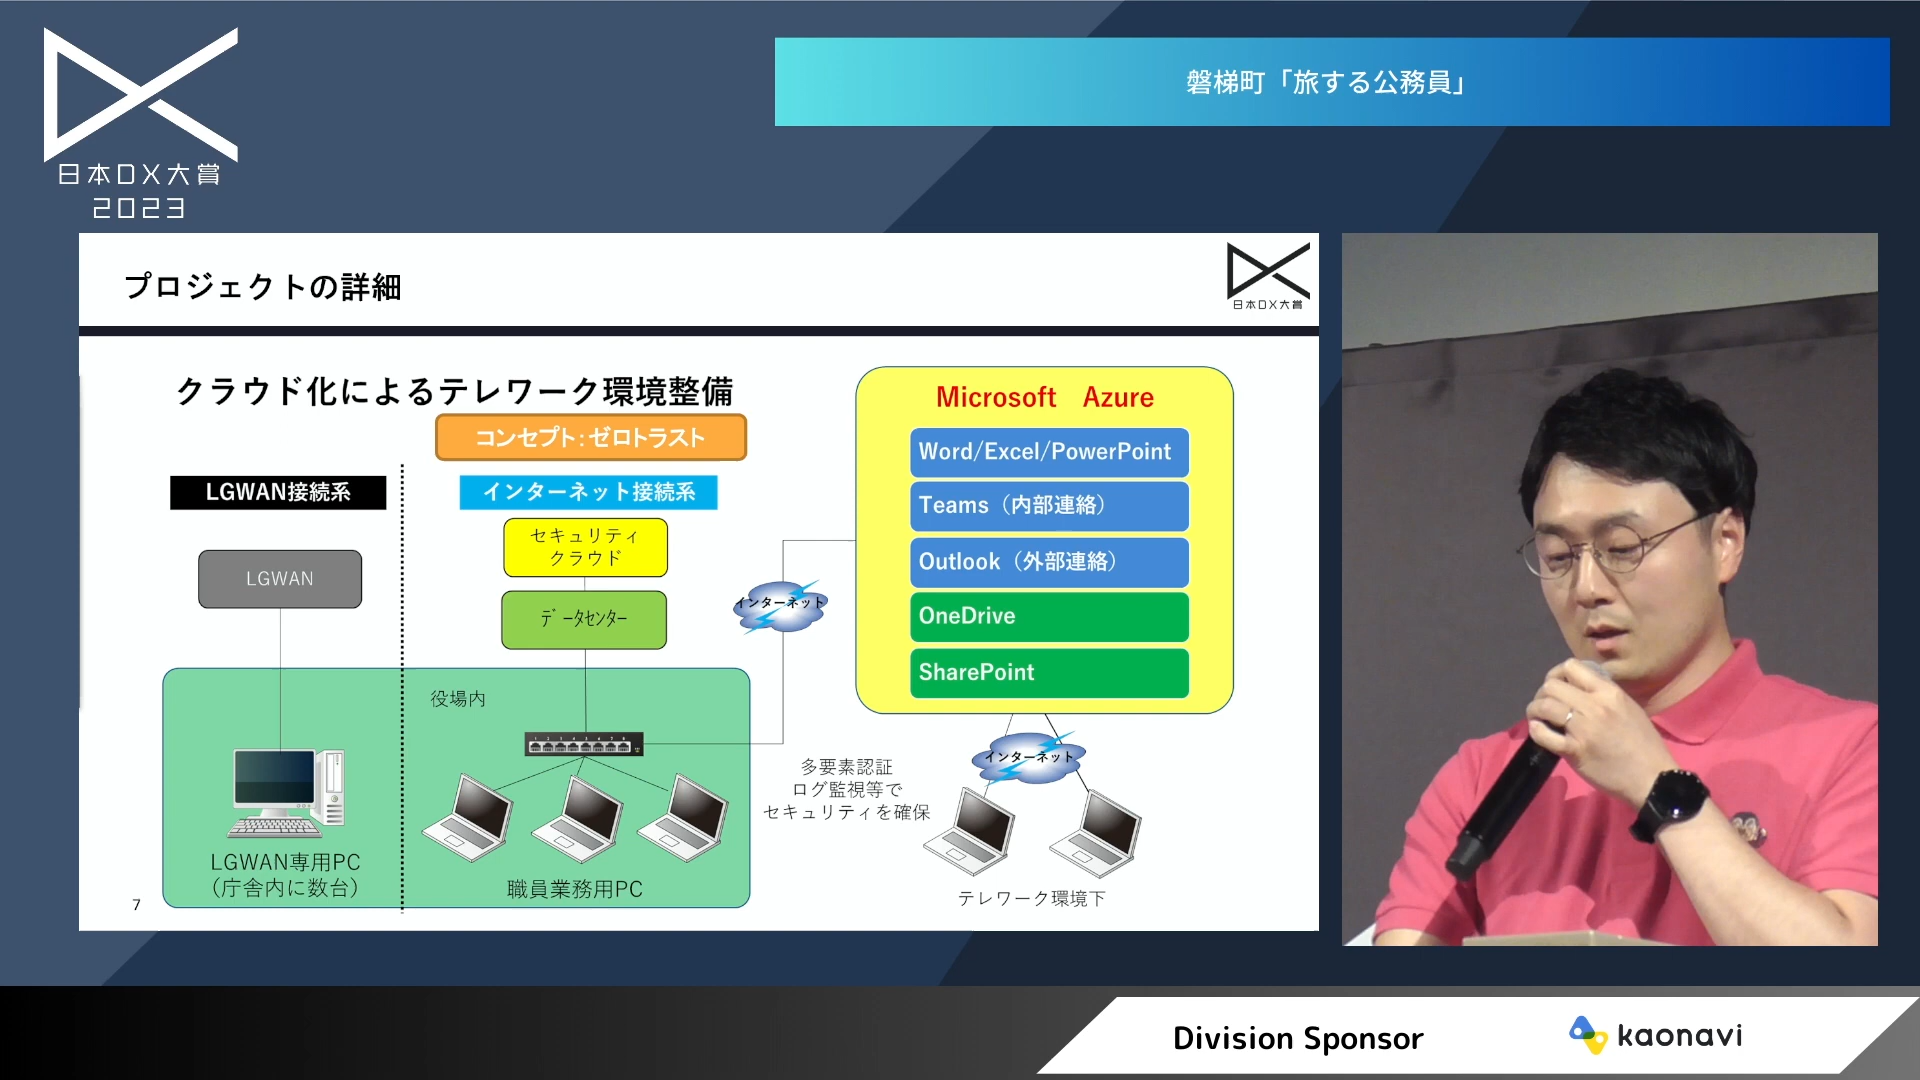 日本DX大賞
2023
磐梯町「旅する公務員」
プロジェクトの詳細
日本DX大賞
クラウド化によるテレワーク環境整備
コンセプト：ゼロトラスト
LGWAN接続系
インターネット接続系
セキュリティ
クラウド
LGWAN
データセンター
インターネット
役場内
LGWAN専用PC
（庁舎内に数台）
職員業務用PC
Microsoft Azure
Word/Excel/PowerPoint
Teams（内部連絡）
Outlook（外部連絡）
OneDrive
SharePoint
インターネット
多要素認証
ログ監視等で
セキュリティを確保
テレワーク環境下
7
Division Sponsor
kaonavi